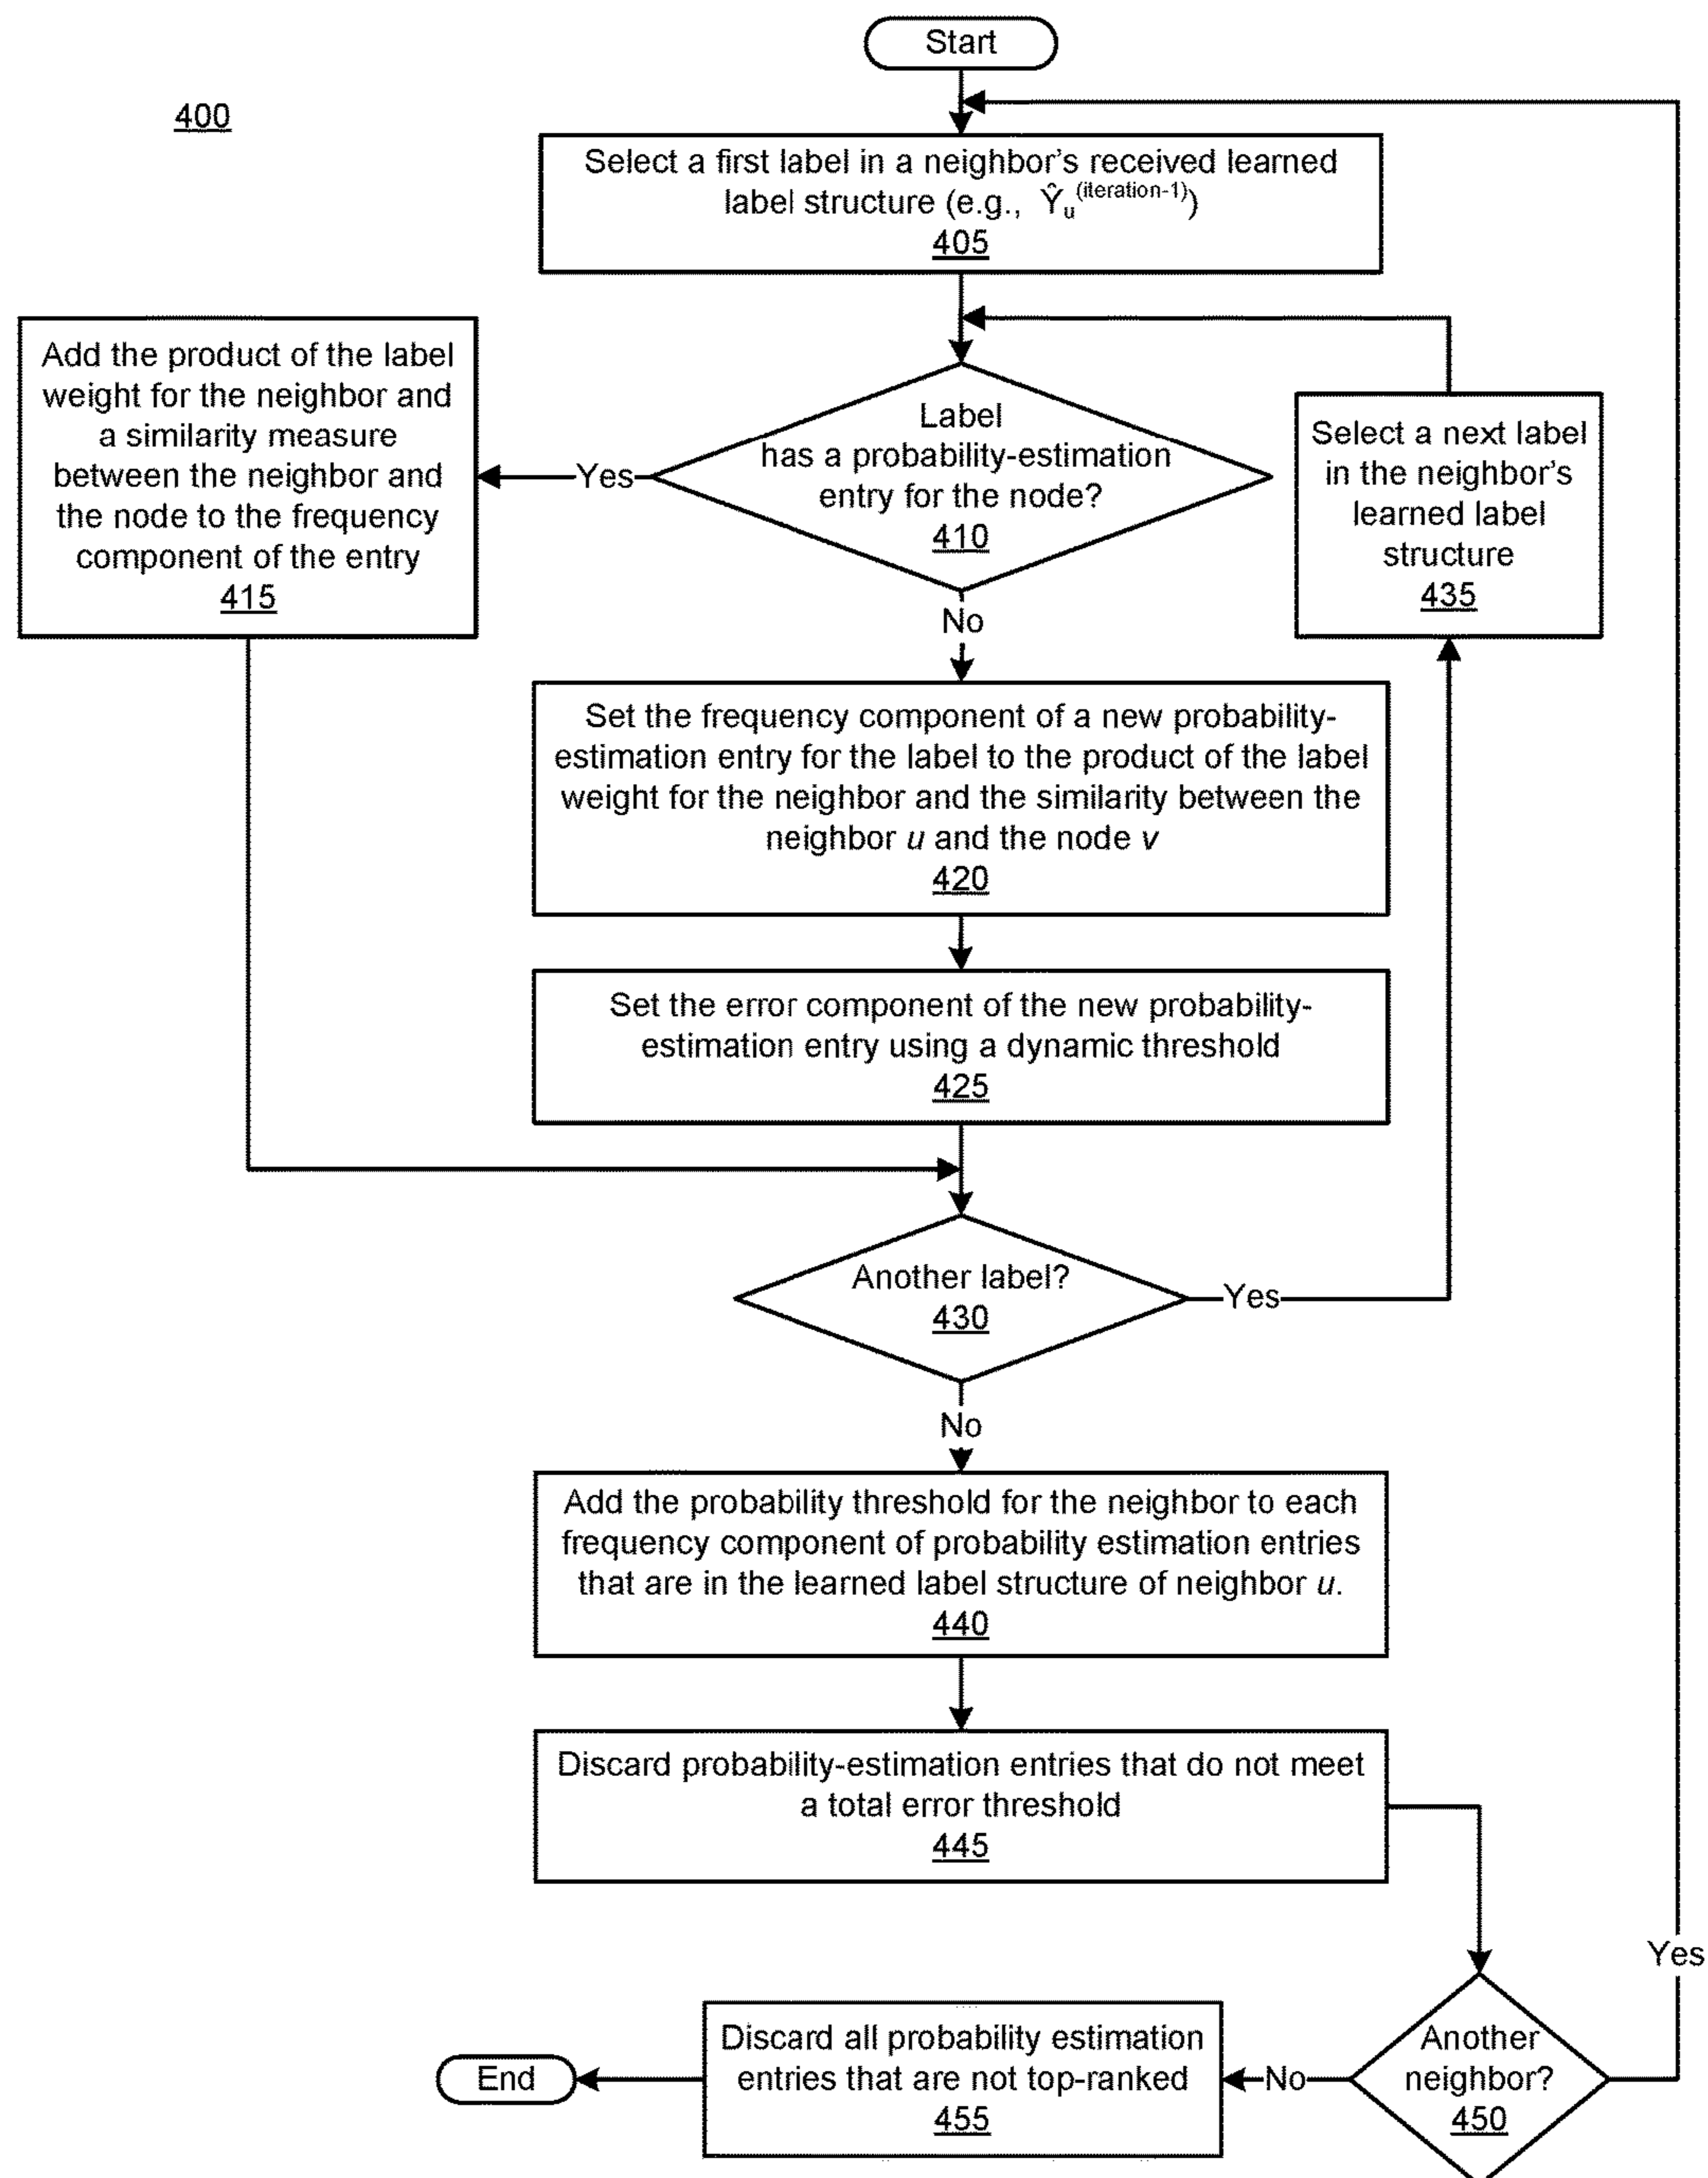 Start
400
Select a first label in a neighbor's received learned
label structure (e.g., Ŷu(iteration-1))
405
Add the product of the label
weight for the neighbor and
a similarity measure
between the neighbor and
the node to the frequency
component of the entry
415
Yes
Label
has a probability-estimation
entry for the node?
410
Select a next label
in the neighbor's
learned label
structure
435
No
Set the frequency component of a new probability-
estimation entry for the label to the product of the label
weight for the neighbor and the similarity between the
neighbor u and the node v
420
Set the error component of the new probability-
estimation entry using a dynamic threshold
425
Another label?
430
Yes
No
Add the probability threshold for the neighbor to each
frequency component of probability estimation entries
that are in the learned label structure of neighbor u.
440
Discard probability-estimation entries that do not meet
a total error threshold
445
Yes
Another
neighbor?
450
No
Discard all probability estimation
entries that are not top-ranked
455
End